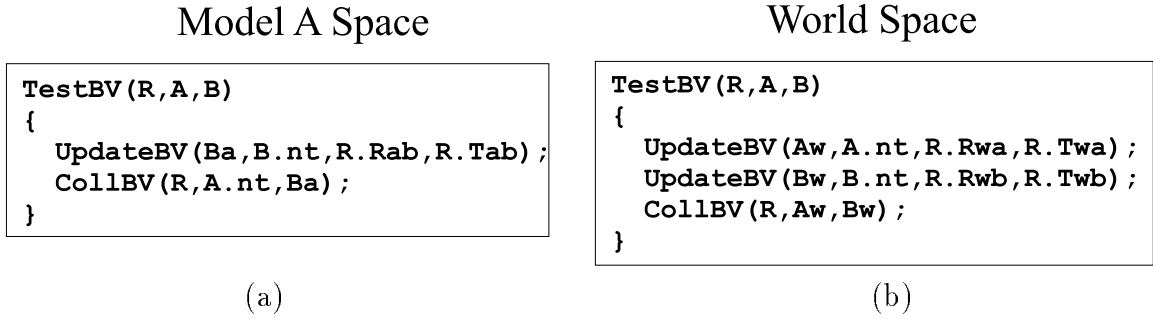 Model A Space
TestBV(R,A,B)
{
UpdateBV(Ba,B.nt,R.Rab,R.Tab);
CollBV(R,A.nt,Ba);
}
(a)
World Space
TestBV(R,A,B)
{
UpdateBV(Aw,A.nt,R.Rwa,R.Twa);
UpdateBV(Bw,B.nt,R.Rwb,R.Twb);
CollBV(R,Aw,Bw);
}
(b)